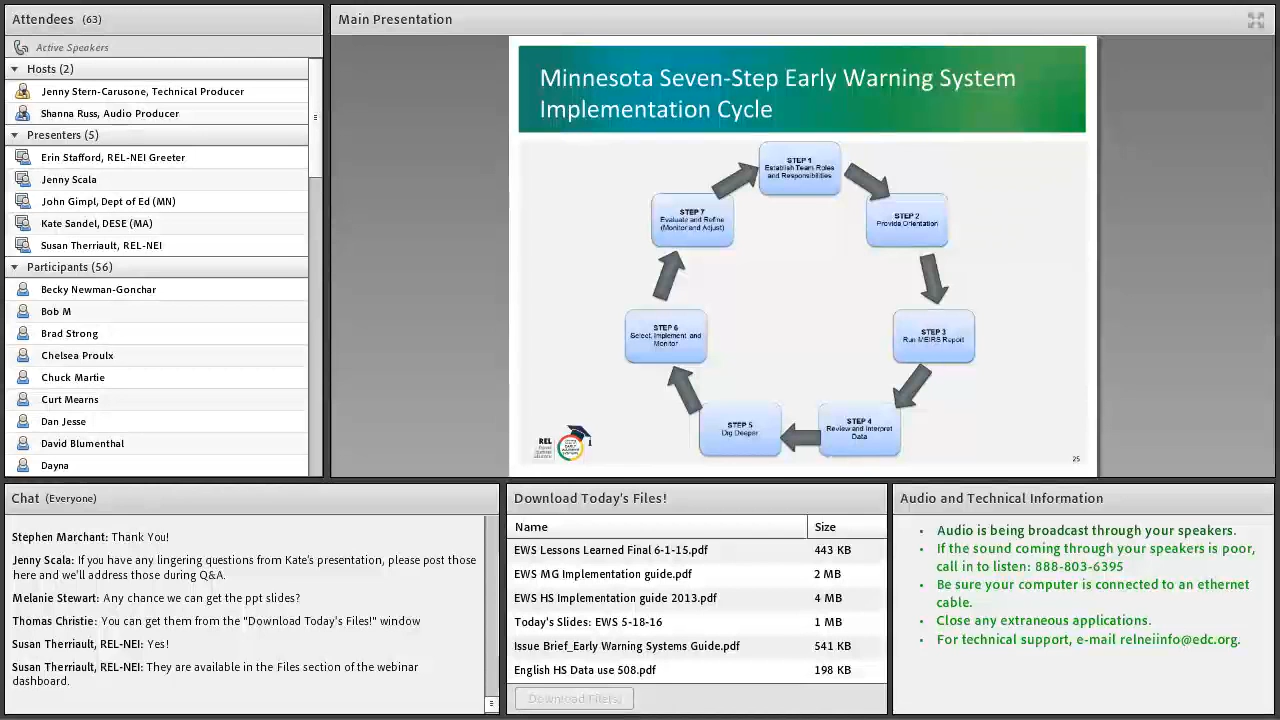 Attendees (63)
Active Speakers
Hosts (2)
Jenny Stern-Carusone, Technical Producer
Shanna Russ, Audio Producer
Presenters (5)
Erin Stafford, REL-NEI Greeter
Jenny Scala
John Gimpl, Dept of Ed (MN)
Kate Sandel, DESE (MA)
Susan Therriault, REL-NEI
Participants (56)
Becky Newman-Gonchar
Bob M
Brad Strong
Chelsea Proulx
Chuck Martie
Curt Mearns
Dan Jesse
David Blumenthal
Dayna
Main Presentation
Minnesota Seven-Step Early Warning System
Implementation Cycle
STEP 1
Establish Team Roles
and Responsibilities
STEP 2
Provide Orientation
STEP 3
Run MEIRS Report
STEP 4
Review and Interpret
Data
STEP 5
Dig Deeper
STEP 6
Select, Implement and
Monitor
STEP 7
Evaluate and Refine
(Monitor and Adjust)
REL
25
Chat (Everyone)
Stephen Marchant: Thank You!
Jenny Scala: If you have any lingering questions from Kate's presentation, please post those
here and we'll address those during Q&A.
Melanie Stewart: Any chance we can get the ppt slides?
Thomas Christie: You can get them from the "Download Today's Files!" window
Susan Therriault, REL-NEI: Yes!
Susan Therriault, REL-NEI: They are available in the Files section of the webinar
dashboard.
Download Today's Files!
Name Size
EWS Lessons Learned Final 6-1-15.pdf 443 KB
EWS MG Implementation guide.pdf 2 MB
EWS HS Implementation guide 2013.pdf 4 MB
Today's Slides: EWS 5-18-16 1 MB
Issue Brief_Early Warning Systems Guide.pdf 541 KB
English HS Data use 508.pdf 198 KB
Download File(s)
Audio and Technical Information
• Audio is being broadcast through your speakers.
• If the sound coming through your speakers is poor,
call in to listen: 888-803-6395
• Be sure your computer is connected to an ethernet
cable.
• Close any extraneous applications.
• For technical support, e-mail relneiinfo@edc.org.